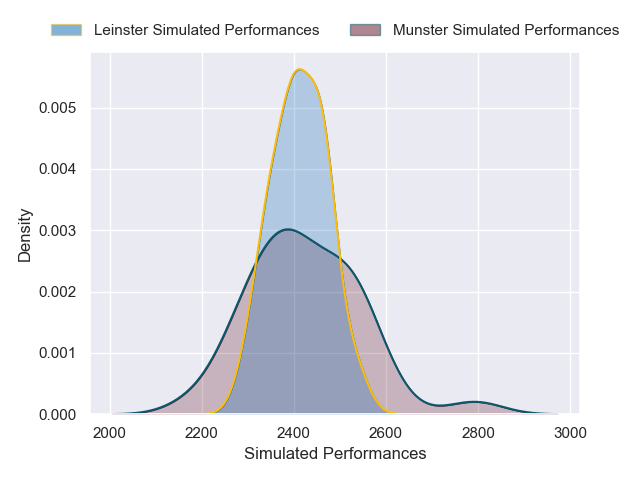 Leinster Simulated Performances Munster Simulated Performances
0.005
0.004
0.003
0.002
0.001
0.000
Density
2000 2200 2400 2600 2800 3000
Simulated Performances